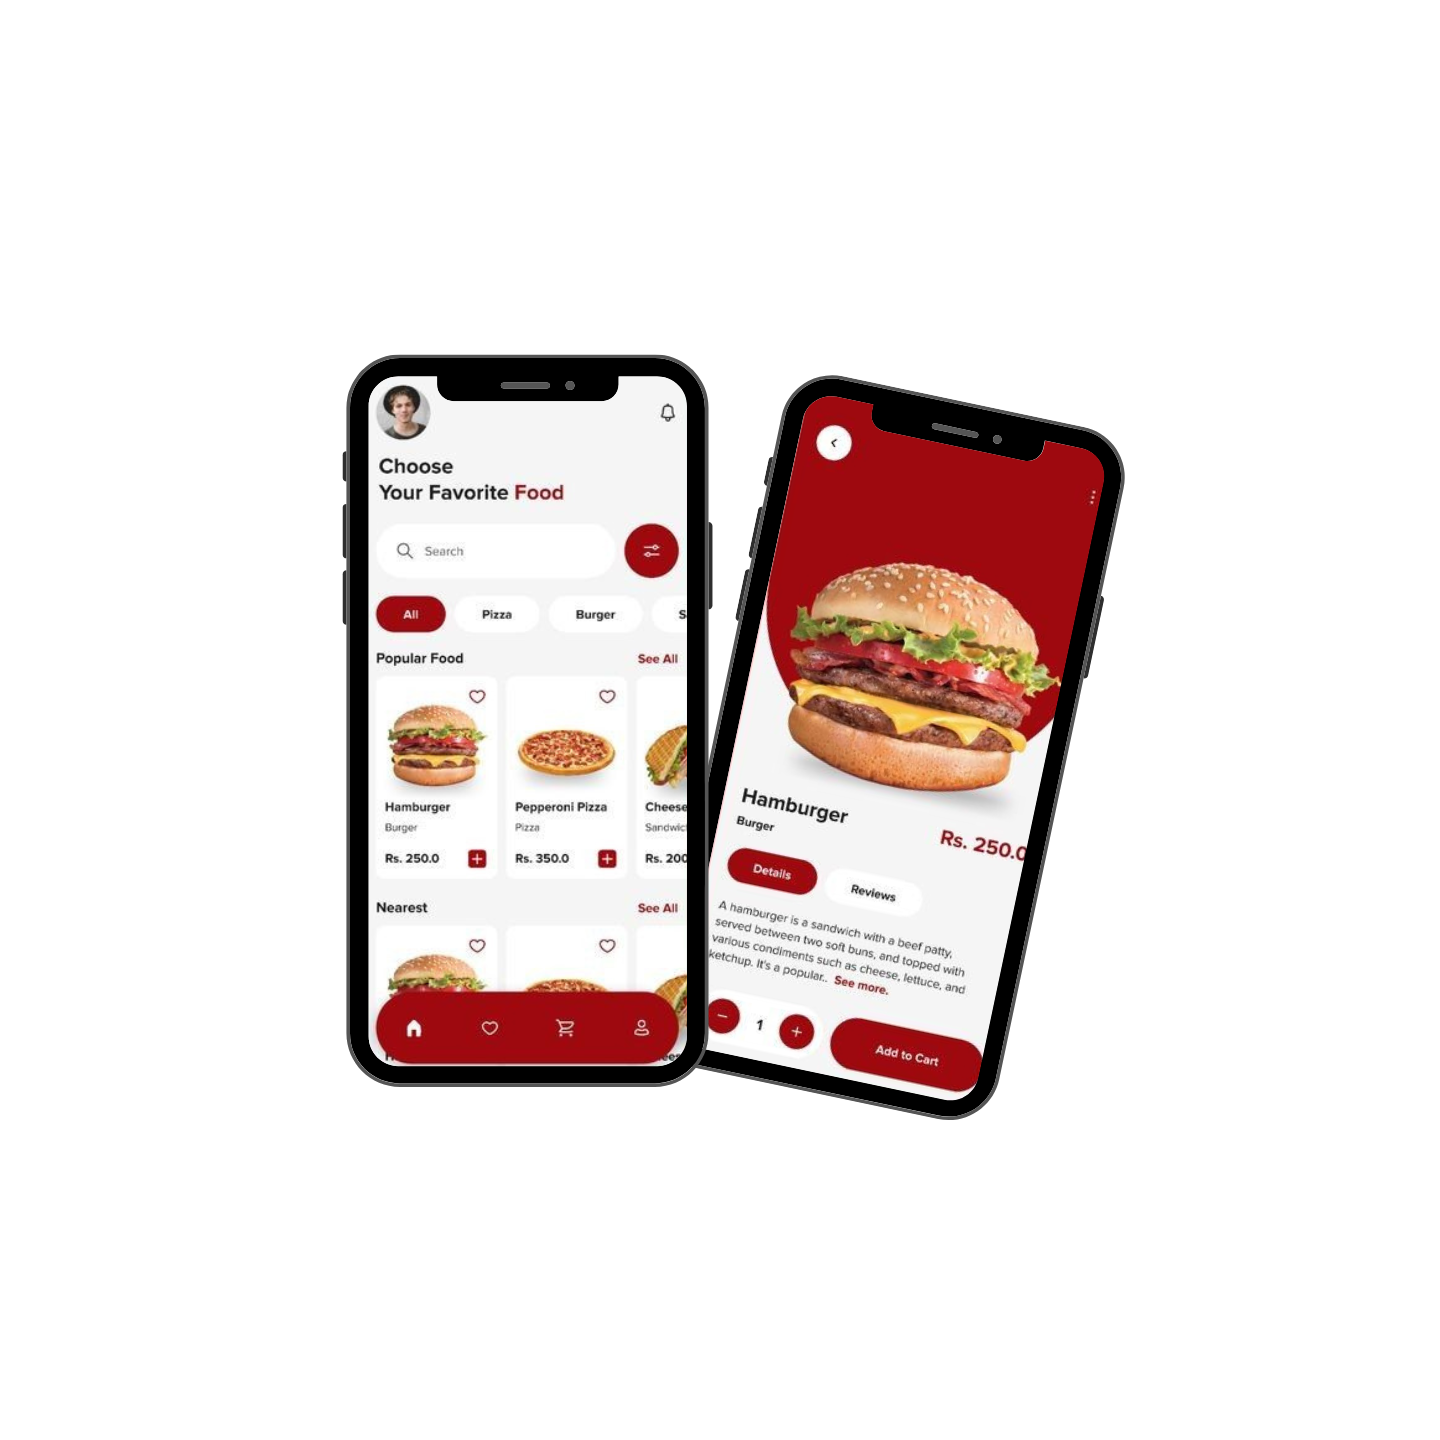 Choose
Your Favorite Food
Search
All
Pizza
Burger
S
Popular Food
See All
Hamburger
Burger
Rs. 250.0
Pepperoni Pizza
Pizza
Rs. 350.0
Cheese
Sandwic
Rs. 200
Nearest
See All
Hamburger
Burger
Rs. 250.0
Details
Reviews
A hamburger is a sandwich with a beef patty,
served between two soft buns, and topped with
various condiments such as cheese, lettuce, and
ketchup. It's a popular.. See more.
1
Add to Cart